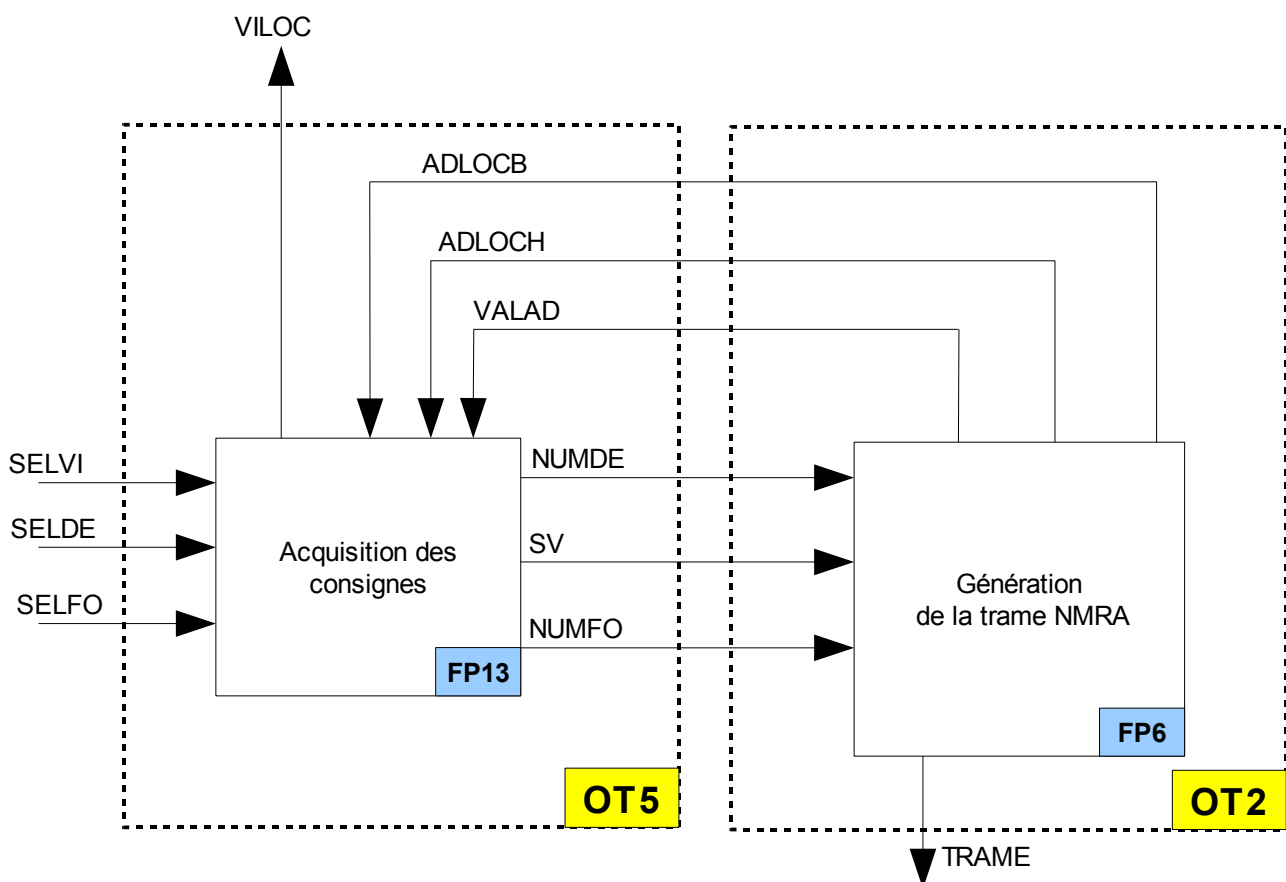 VILOC
ADLOCB
ADLOCH
VALAD
SELVI
SELDE
SELFO
Acquisition des
consignes
FP13
NUMDE
SV
NUMFO
Génération
de la trame NMRA
FP6
OT5
OT2
TRAME